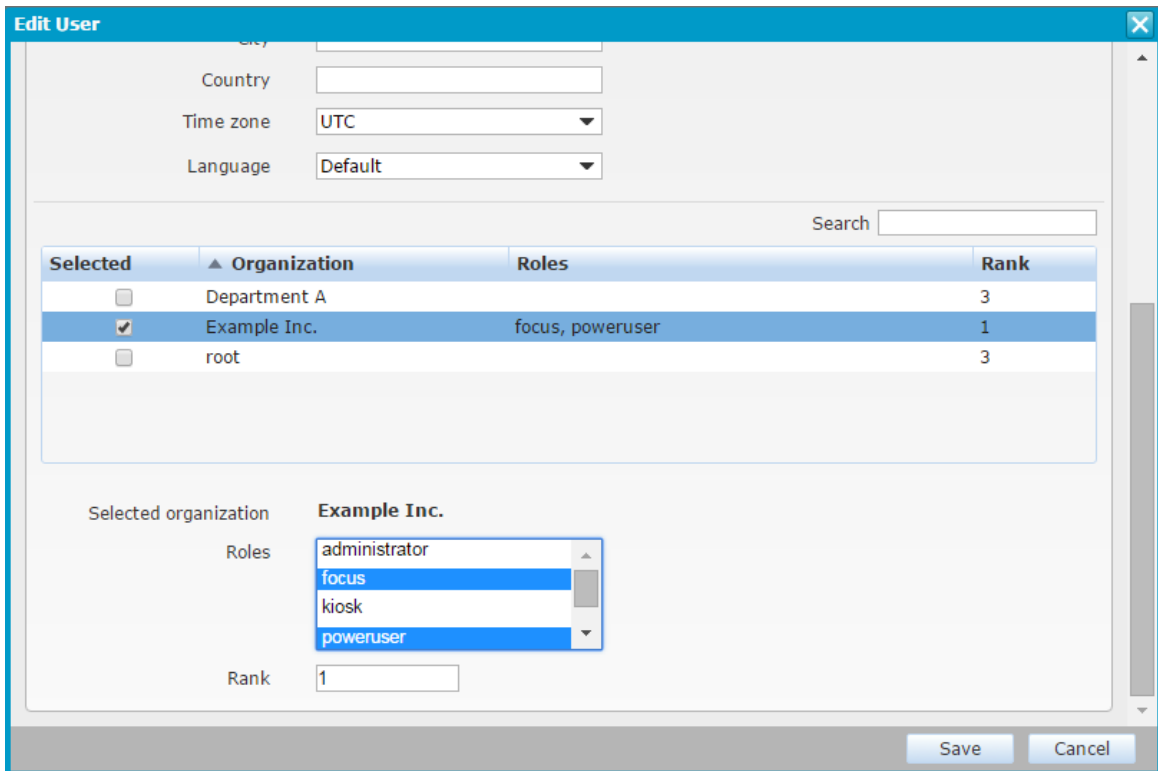 Edit User
City
Country
Time zone UTC
Language Default
Search
Selected Organization Roles Rank
Department A 3
Example Inc. focus, poweruser 1
root 3
Selected organization Example Inc.
Roles administrator
focus
kiosk
poweruser
Rank 1
Save Cancel